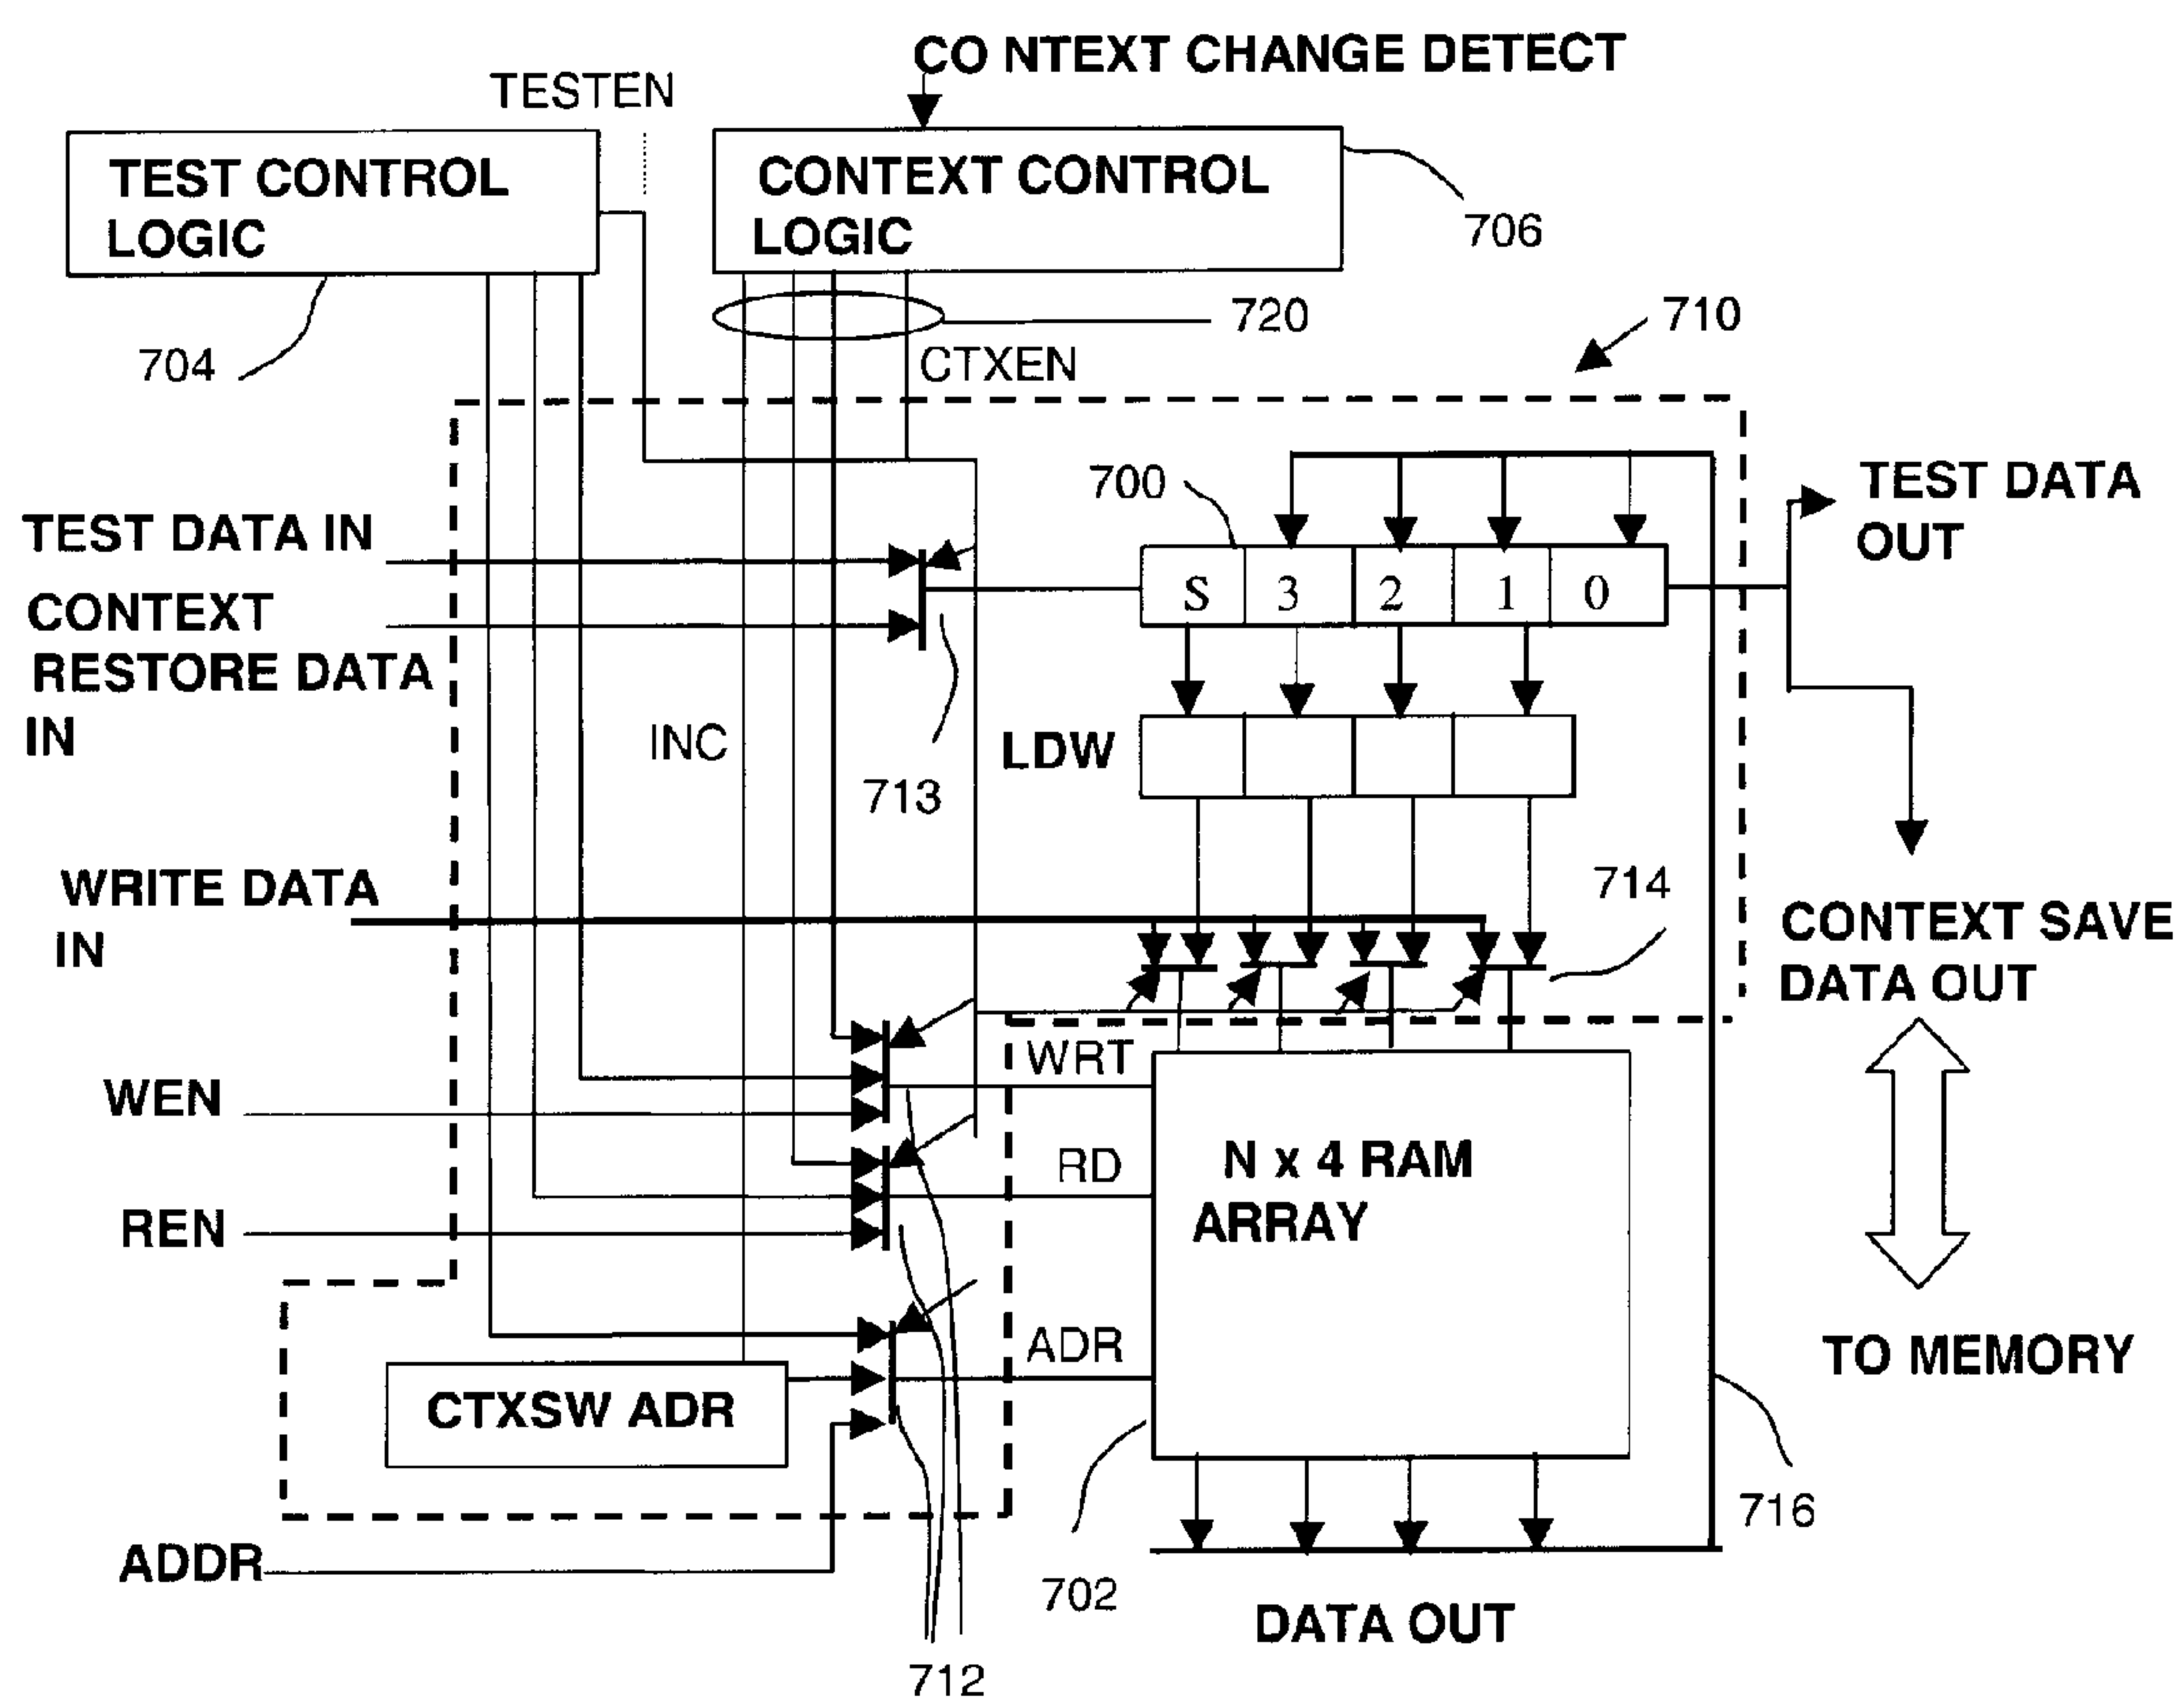 CO NTEXT CHANGE DETECT
TESTEN
TEST CONTROL
LOGIC
CONTEXT CONTROL
LOGIC
706
704
720
710
CTXEN
700
TEST DATA IN
TEST DATA
OUT
S 3 2 1 0
CONTEXT
RESTORE DATA
IN
INC
LDW
713
WRITE DATA
IN
714
CONTEXT SAVE
DATA OUT
WRT
WEN
N x 4 RAM
ARRAY
RD
REN
ADR
TO MEMORY
CTXSW ADR
716
ADDR
702
DATA OUT
712